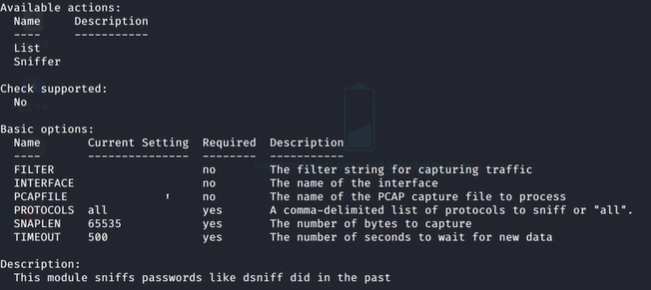 Available actions:
Name Description
---- -----------
List
Sniffer
Check supported:
No
Basic options:
Name Current Setting Required Description
---- --------------- -------- -----------
FILTER no The filter string for capturing traffic
INTERFACE no The name of the interface
PCAPFILE no The name of the PCAP capture file to process
PROTOCOLS all yes A comma-delimited list of protocols to sniff or "all".
SNAPLEN 65535 yes The number of bytes to capture
TIMEOUT 500 yes The number of seconds to wait for new data
Description:
This module sniffs passwords like dsniff did in the past